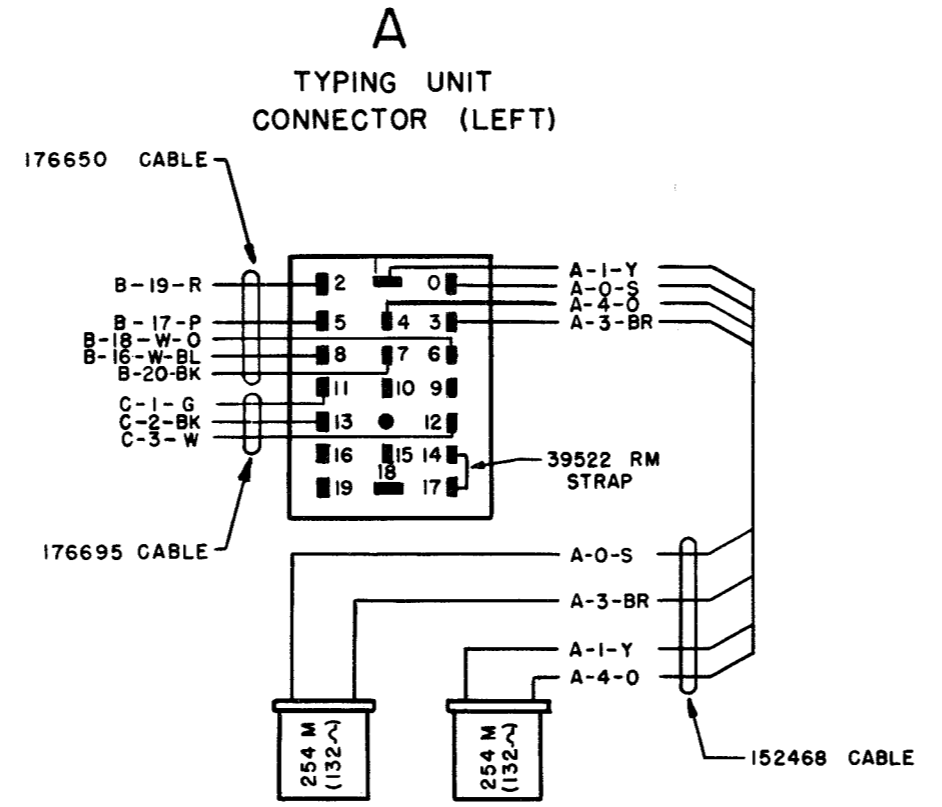 A
TYPING UNIT
CONNECTOR (LEFT)
176650 CABLE
B-19-R
B-17-P
B-18-W-O
B-16-W-BL
B-20-BK
C-1-G
C-2-BK
C-3-W
176695 CABLE
2 0
5 4 3
8 7 6
11 10 9
13 12
16 15 14
19 18 17
A-1-Y
A-0-S
A-4-O
A-3-BR
39522 RM
STRAP
A-0-S
A-3-BR
A-1-Y
A-4-O
152468 CABLE
254 M
(132~)
254 M
(132~)